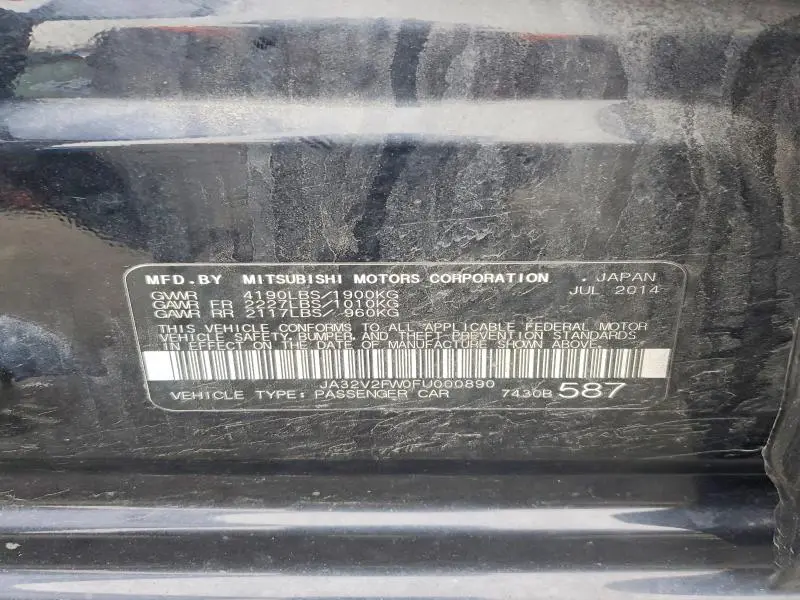 MFD.BY MITSUBISHI MOTORS CORPORATION . JAPAN
GVWR 4190LBS/1900KG JUL 2014
GAWR FR 2227LBS/1010KG
GAWR RR 2117LBS/ 960KG
THIS VEHICLE CONFORMS TO ALL APPLICABLE FEDERAL MOTOR
VEHICLE SAFETY, BUMPER, AND THEFT PREVENTION STANDARDS
IN EFFECT ON THE DATE OF MANUFACTURE SHOWN ABOVE.
JA32V2FW0FU000890
VEHICLE TYPE: PASSENGER CAR 7430B 587